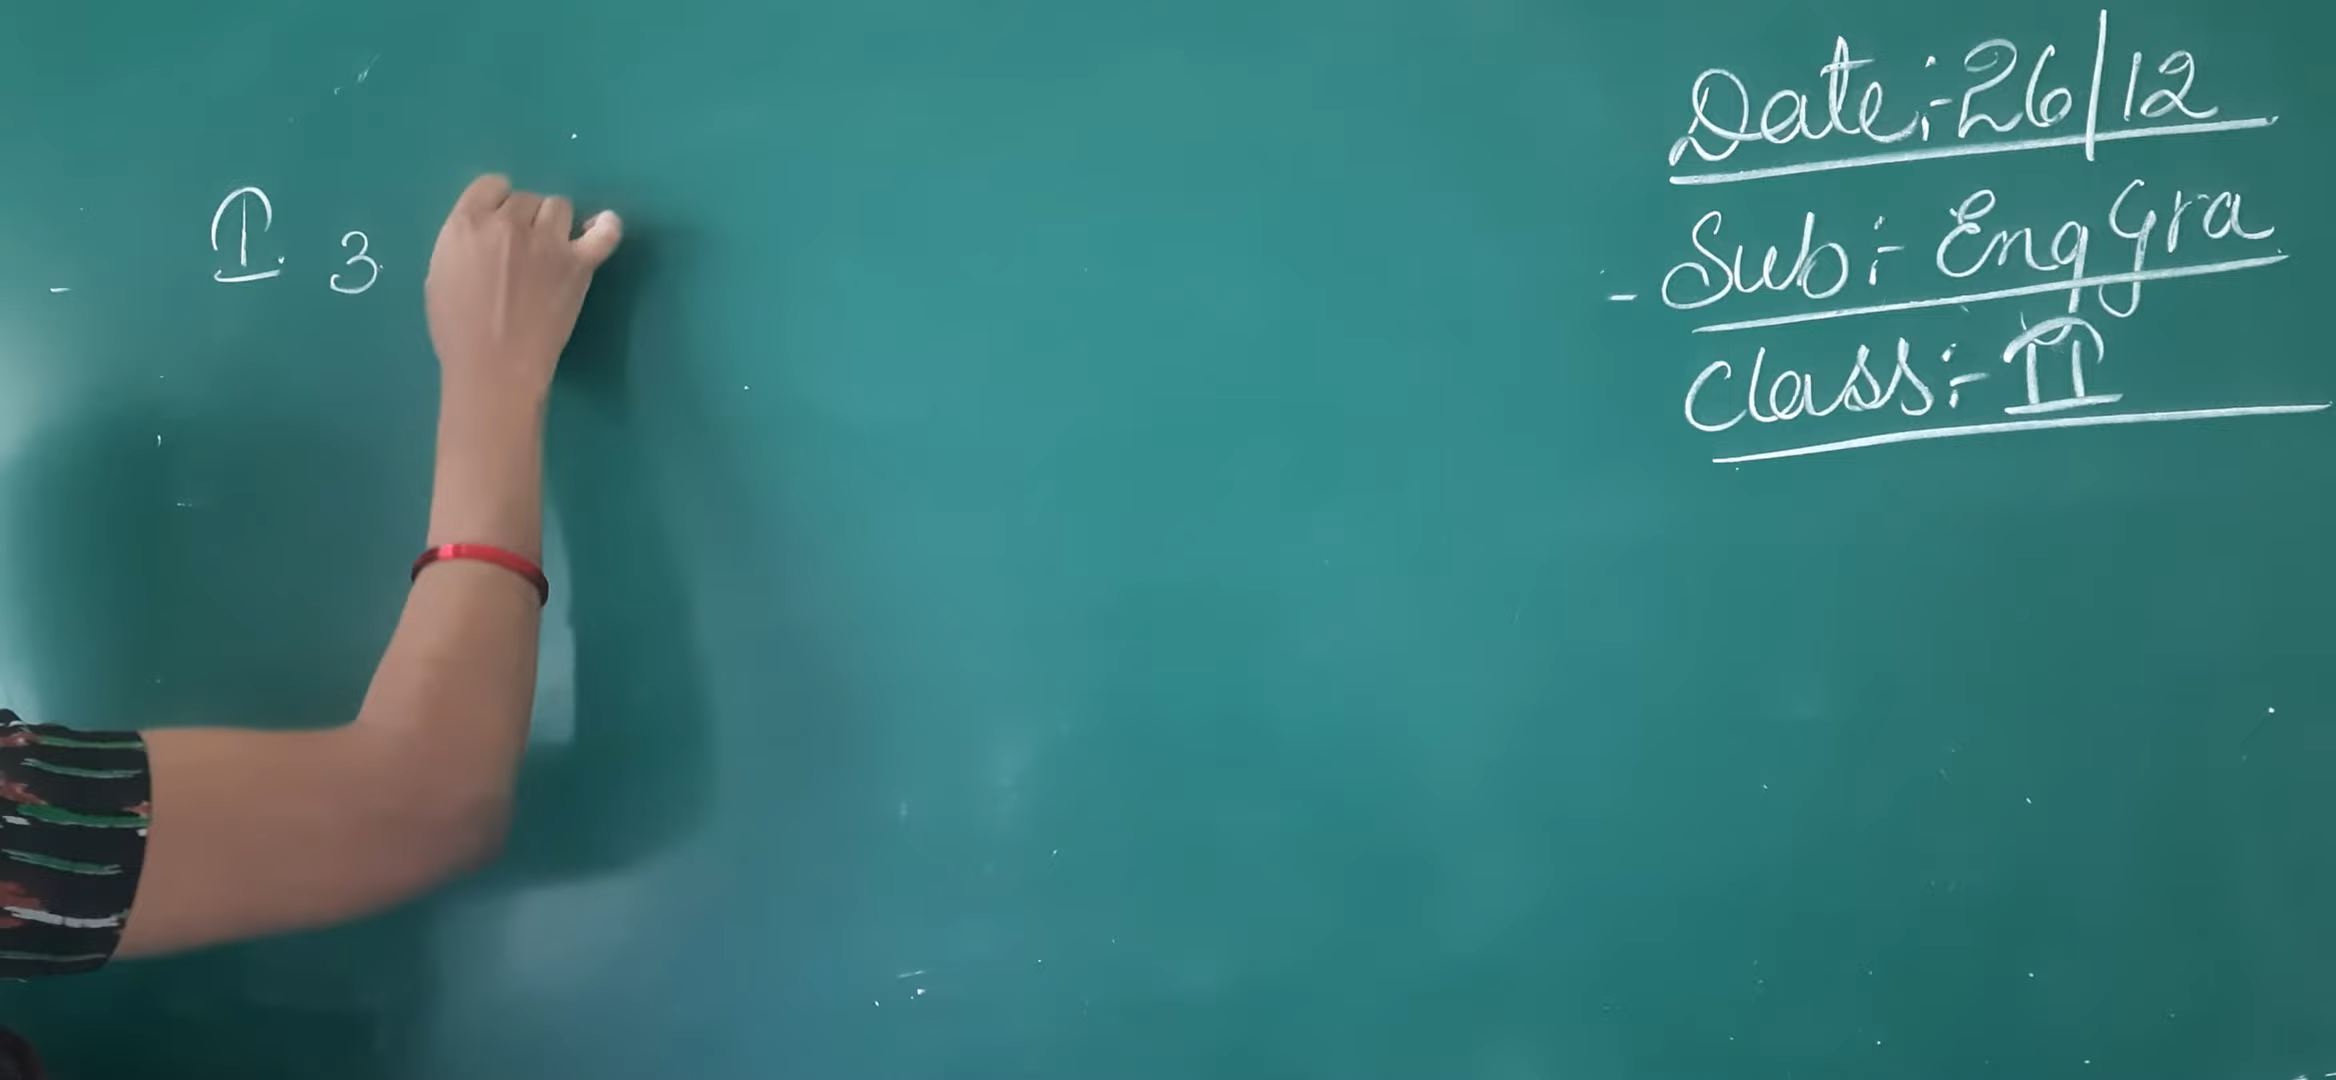 Date:-26/12
Sub:- Eng Gra
Class:- II
I. 3